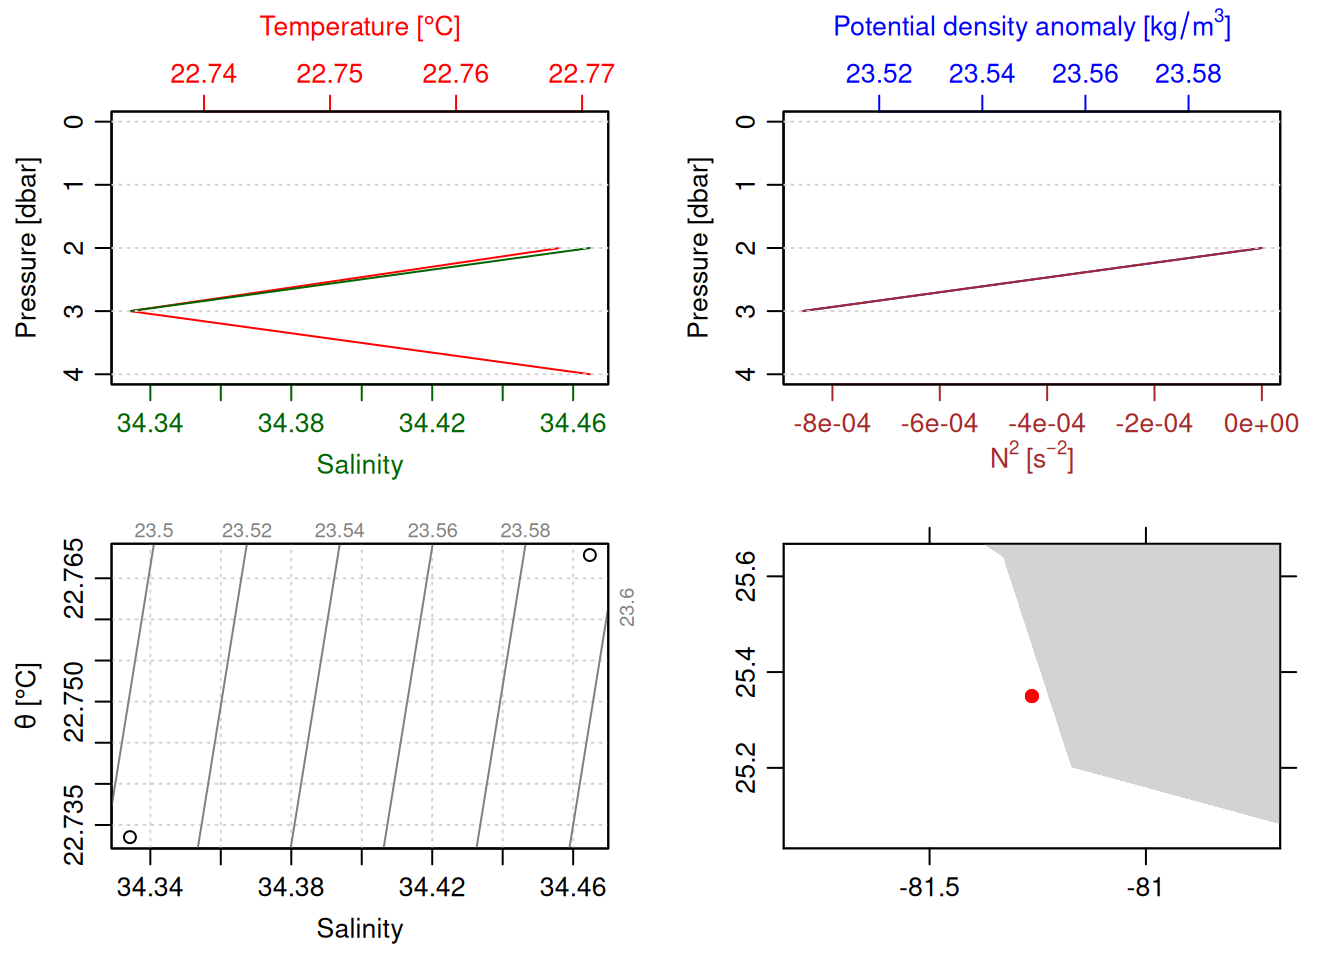 Temperature [°C]
22.74 22.75 22.76 22.77
Pressure [dbar]
0
1
2
3
4
34.34 34.38 34.42 34.46
Salinity
Potential density anomaly [kg/m³]
23.52 23.54 23.56 23.58
Pressure [dbar]
0
1
2
3
4
-8e-04 -6e-04 -4e-04 -2e-04 0e+00
N² [s⁻²]
23.5 23.52 23.54 23.56 23.58
23.6
θ [°C]
22.765
22.750
22.735
34.34 34.38 34.42 34.46
Salinity
25.6
25.4
25.2
-81.5 -81